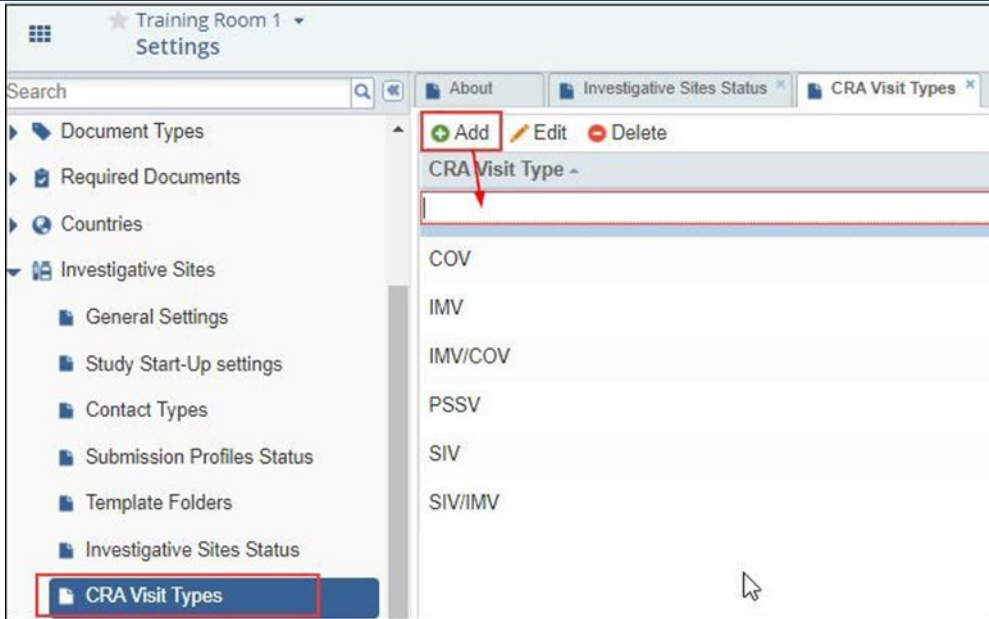 Training Room 1
Settings
Search
Document Types
Required Documents
Countries
Investigative Sites
General Settings
Study Start-Up settings
Contact Types
Submission Profiles Status
Template Folders
Investigative Sites Status
CRA Visit Types
About
Investigative Sites Status
CRA Visit Types
Add Edit Delete
CRA Visit Type
COV
IMV
IMV/COV
PSSV
SIV
SIV/IMV